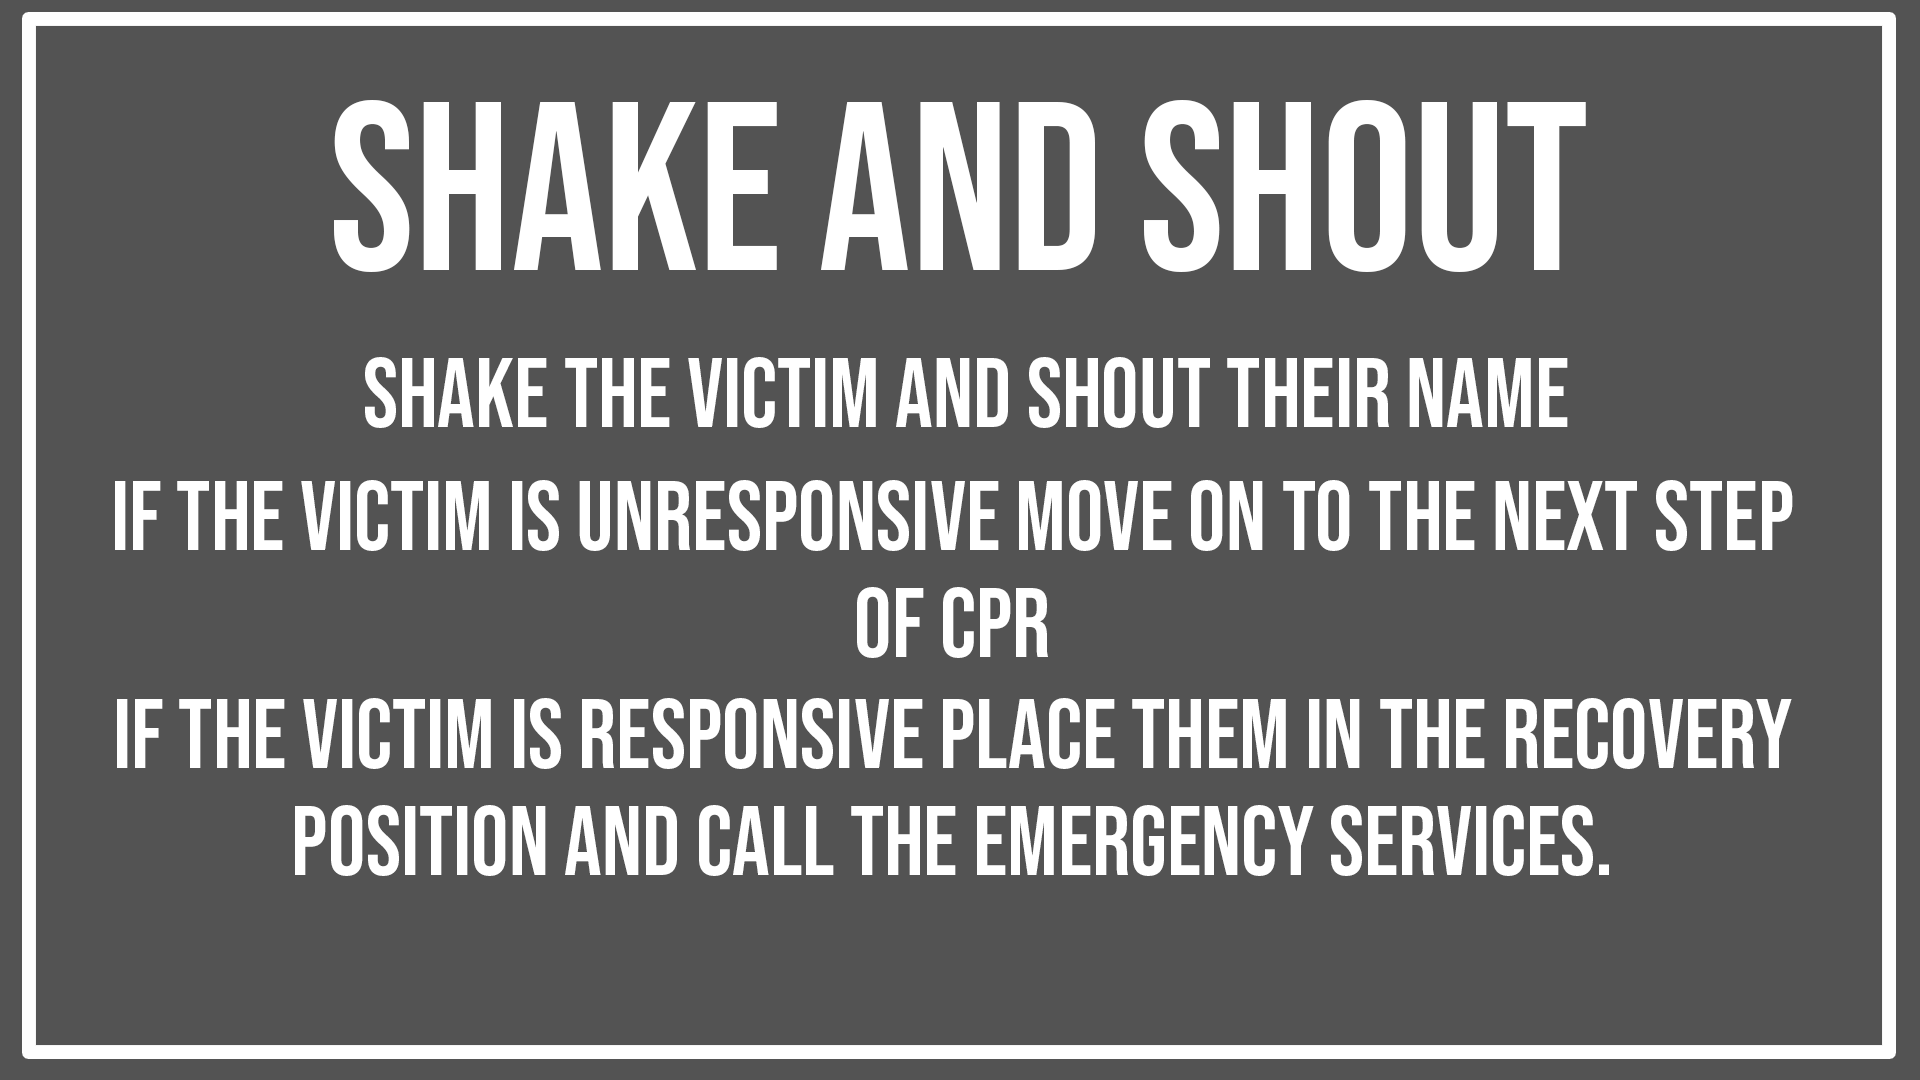 SHAKE AND SHOUT
SHAKE THE VICTIM AND SHOUT THEIR NAME
IF THE VICTIM IS UNRESPONSIVE MOVE ON TO THE NEXT STEP
OF CPR
IF THE VICTIM IS RESPONSIVE PLACE THEM IN THE RECOVERY
POSITION AND CALL THE EMERGENCY SERVICES.